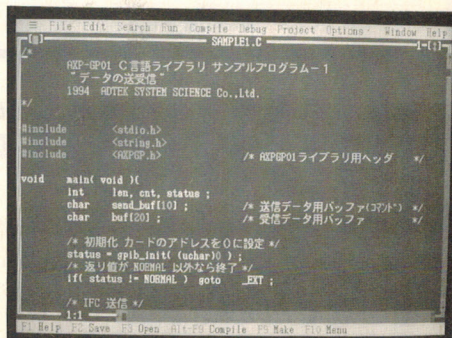 ≡ File Edit Search Run Compile Debug Project Options Window Help
[■] SAMPLE1.C 1=[↕]
/*
AXP-GP01 C言語ライブラリ サンプルプログラム－1
"データの送受信"
1994 ADTEK SYSTEM SCIENCE Co.,Ltd.
*/
#include <stdio.h>
#include <string.h>
#include <AXPGP.h> /* AXPGP01ライブラリ用ヘッダ */
void main( void ){
int len, cnt, status ;
char send_buf[10] ; /* 送信データ用バッファ(コマンド) */
char buf[20] ; /* 受信データ用バッファ */
/* 初期化 カードのアドレスを0に設定 */
status = gpib_init( (uchar)0 ) ;
/* 返り値が NORMAL 以外なら終了 */
if( status != NORMAL ) goto _EXT ;
/* IFC 送信 */
1:1
F1 Help F2 Save F3 Open Alt-F9 Compile F9 Make F10 Menu